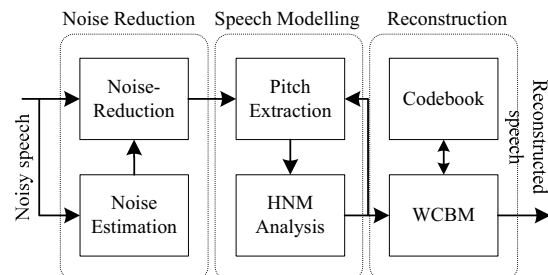 Noise Reduction
Speech Modelling
Reconstruction
Noisy speech
Noise-
Reduction
Noise
Estimation
Pitch
Extraction
HNM
Analysis
Codebook
WCBM
Reconstructed
speech